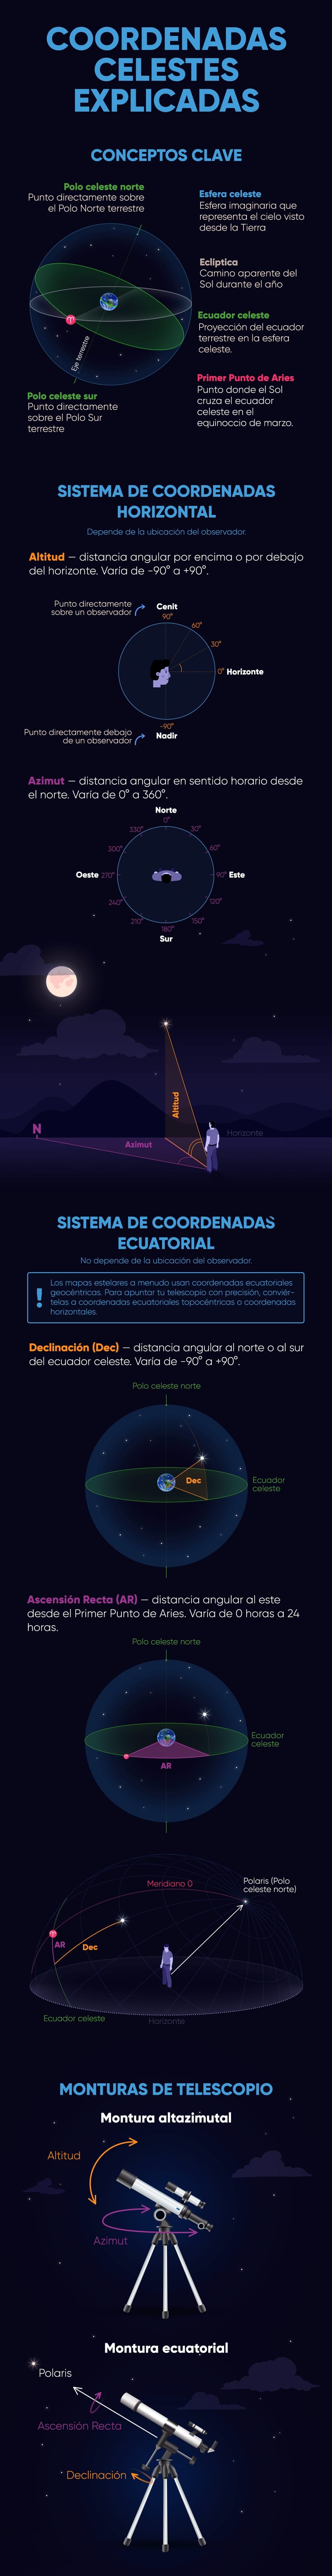 COORDENADAS
CELESTES
EXPLICADAS
CONCEPTOS CLAVE
Polo celeste norte
Punto directamente sobre
el Polo Norte terrestre
Esfera celeste
Esfera imaginaria que
representa el cielo visto
desde la Tierra
Eclíptica
Camino aparente del
Sol durante el año
Ecuador celeste
Proyección del ecuador
terrestre en la esfera
celeste.
Primer Punto de Aries
Punto donde el Sol
cruza el ecuador
celeste en el
equinoccio de marzo.
♈
Eje terrestre
Polo celeste sur
Punto directamente
sobre el Polo Sur
terrestre
SISTEMA DE COORDENADAS
HORIZONTAL
Depende de la ubicación del observador.
Altitud — distancia angular por encima o por debajo
del horizonte. Varía de -90° a +90°.
Punto directamente
sobre un observador
Cenit
90°
60°
30°
0° Horizonte
-90°
Nadir
Punto directamente debajo
de un observador
Azimut — distancia angular en sentido horario desde
el norte. Varía de 0° a 360°.
Norte
0°
330°
30°
300°
60°
Oeste 270°
90° Este
240°
120°
210°
150°
180°
Sur
Altitud
N
Azimut
Horizonte
SISTEMA DE COORDENADAS
ECUATORIAL
No depende de la ubicación del observador.
! Los mapas estelares a menudo usan coordenadas ecuatoriales
geocéntricas. Para apuntar tu telescopio con precisión, conviér-
telas a coordenadas ecuatoriales topocéntricas o coordenadas
horizontales.
Declinación (Dec) — distancia angular al norte o al sur
del ecuador celeste. Varía de -90° a +90°.
Polo celeste norte
Dec
Ecuador
celeste
Ascensión Recta (AR) — distancia angular al este
desde el Primer Punto de Aries. Varía de 0 horas a 24
horas.
Polo celeste norte
Ecuador
celeste
AR
Meridiano 0
Polaris (Polo
celeste norte)
♈
AR
Dec
Ecuador celeste
Horizonte
MONTURAS DE TELESCOPIO
Montura altazimutal
Altitud
Azimut
Montura ecuatorial
Polaris
Ascensión Recta
Declinación